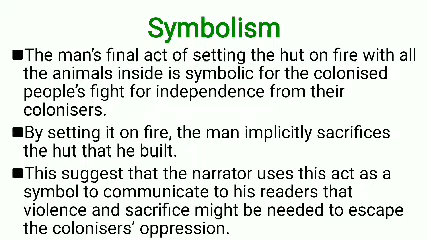 Symbolism
■The man's final act of setting the hut on fire with all
the animals inside is symbolic for the colonised
people's fight for independence from their
colonisers.
■By setting it on fire, the man implicitly sacrifices
the hut that he built.
■This suggest that the narrator uses this act as a
symbol to communicate to his readers that
violence and sacrifice might be needed to escape
the colonisers' oppression.